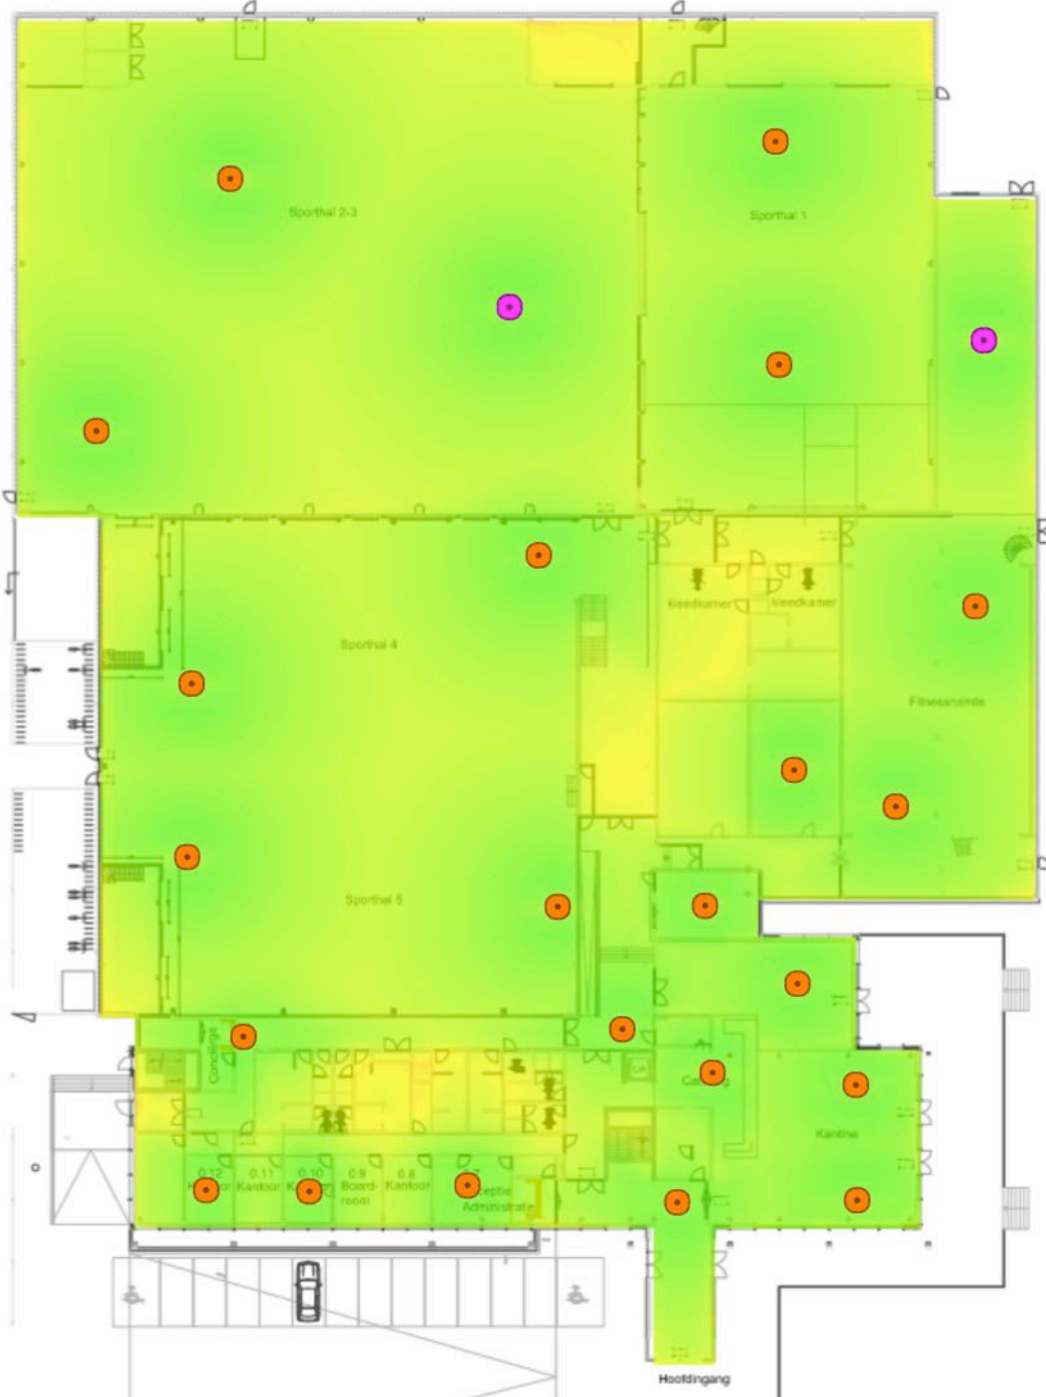 Sporthal 2-3
Sporthal 1
kleedkamer
kleedkamer
Sporthal 4
Fitnessruimte
Sporthal 5
Conciërge
Kantine
0.12
0.11
Kantoor
0.10
0.9
Board-
room
0.8
Kantoor
Administratie
Hoofdingang